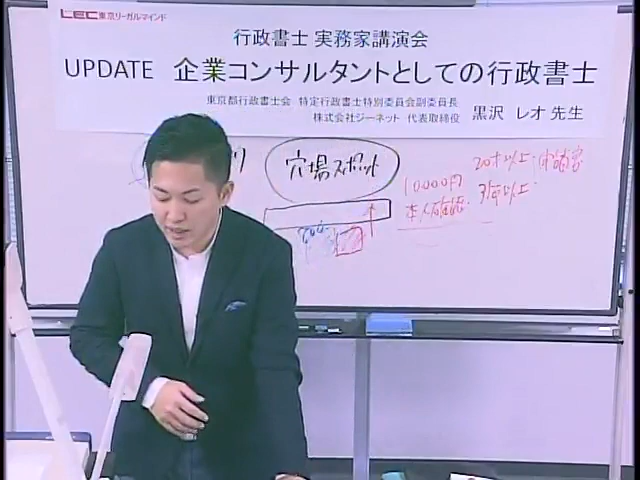 LEC東京リーガルマインド
行政書士 実務家講演会
UPDATE 企業コンサルタントとしての行政書士
東京都行政書士会 特定行政書士特別委員会副委員長
株式会社ジーネット 代表取締役 黒沢 レオ 先生
穴場スポット
20才以上
10000円
本人確認